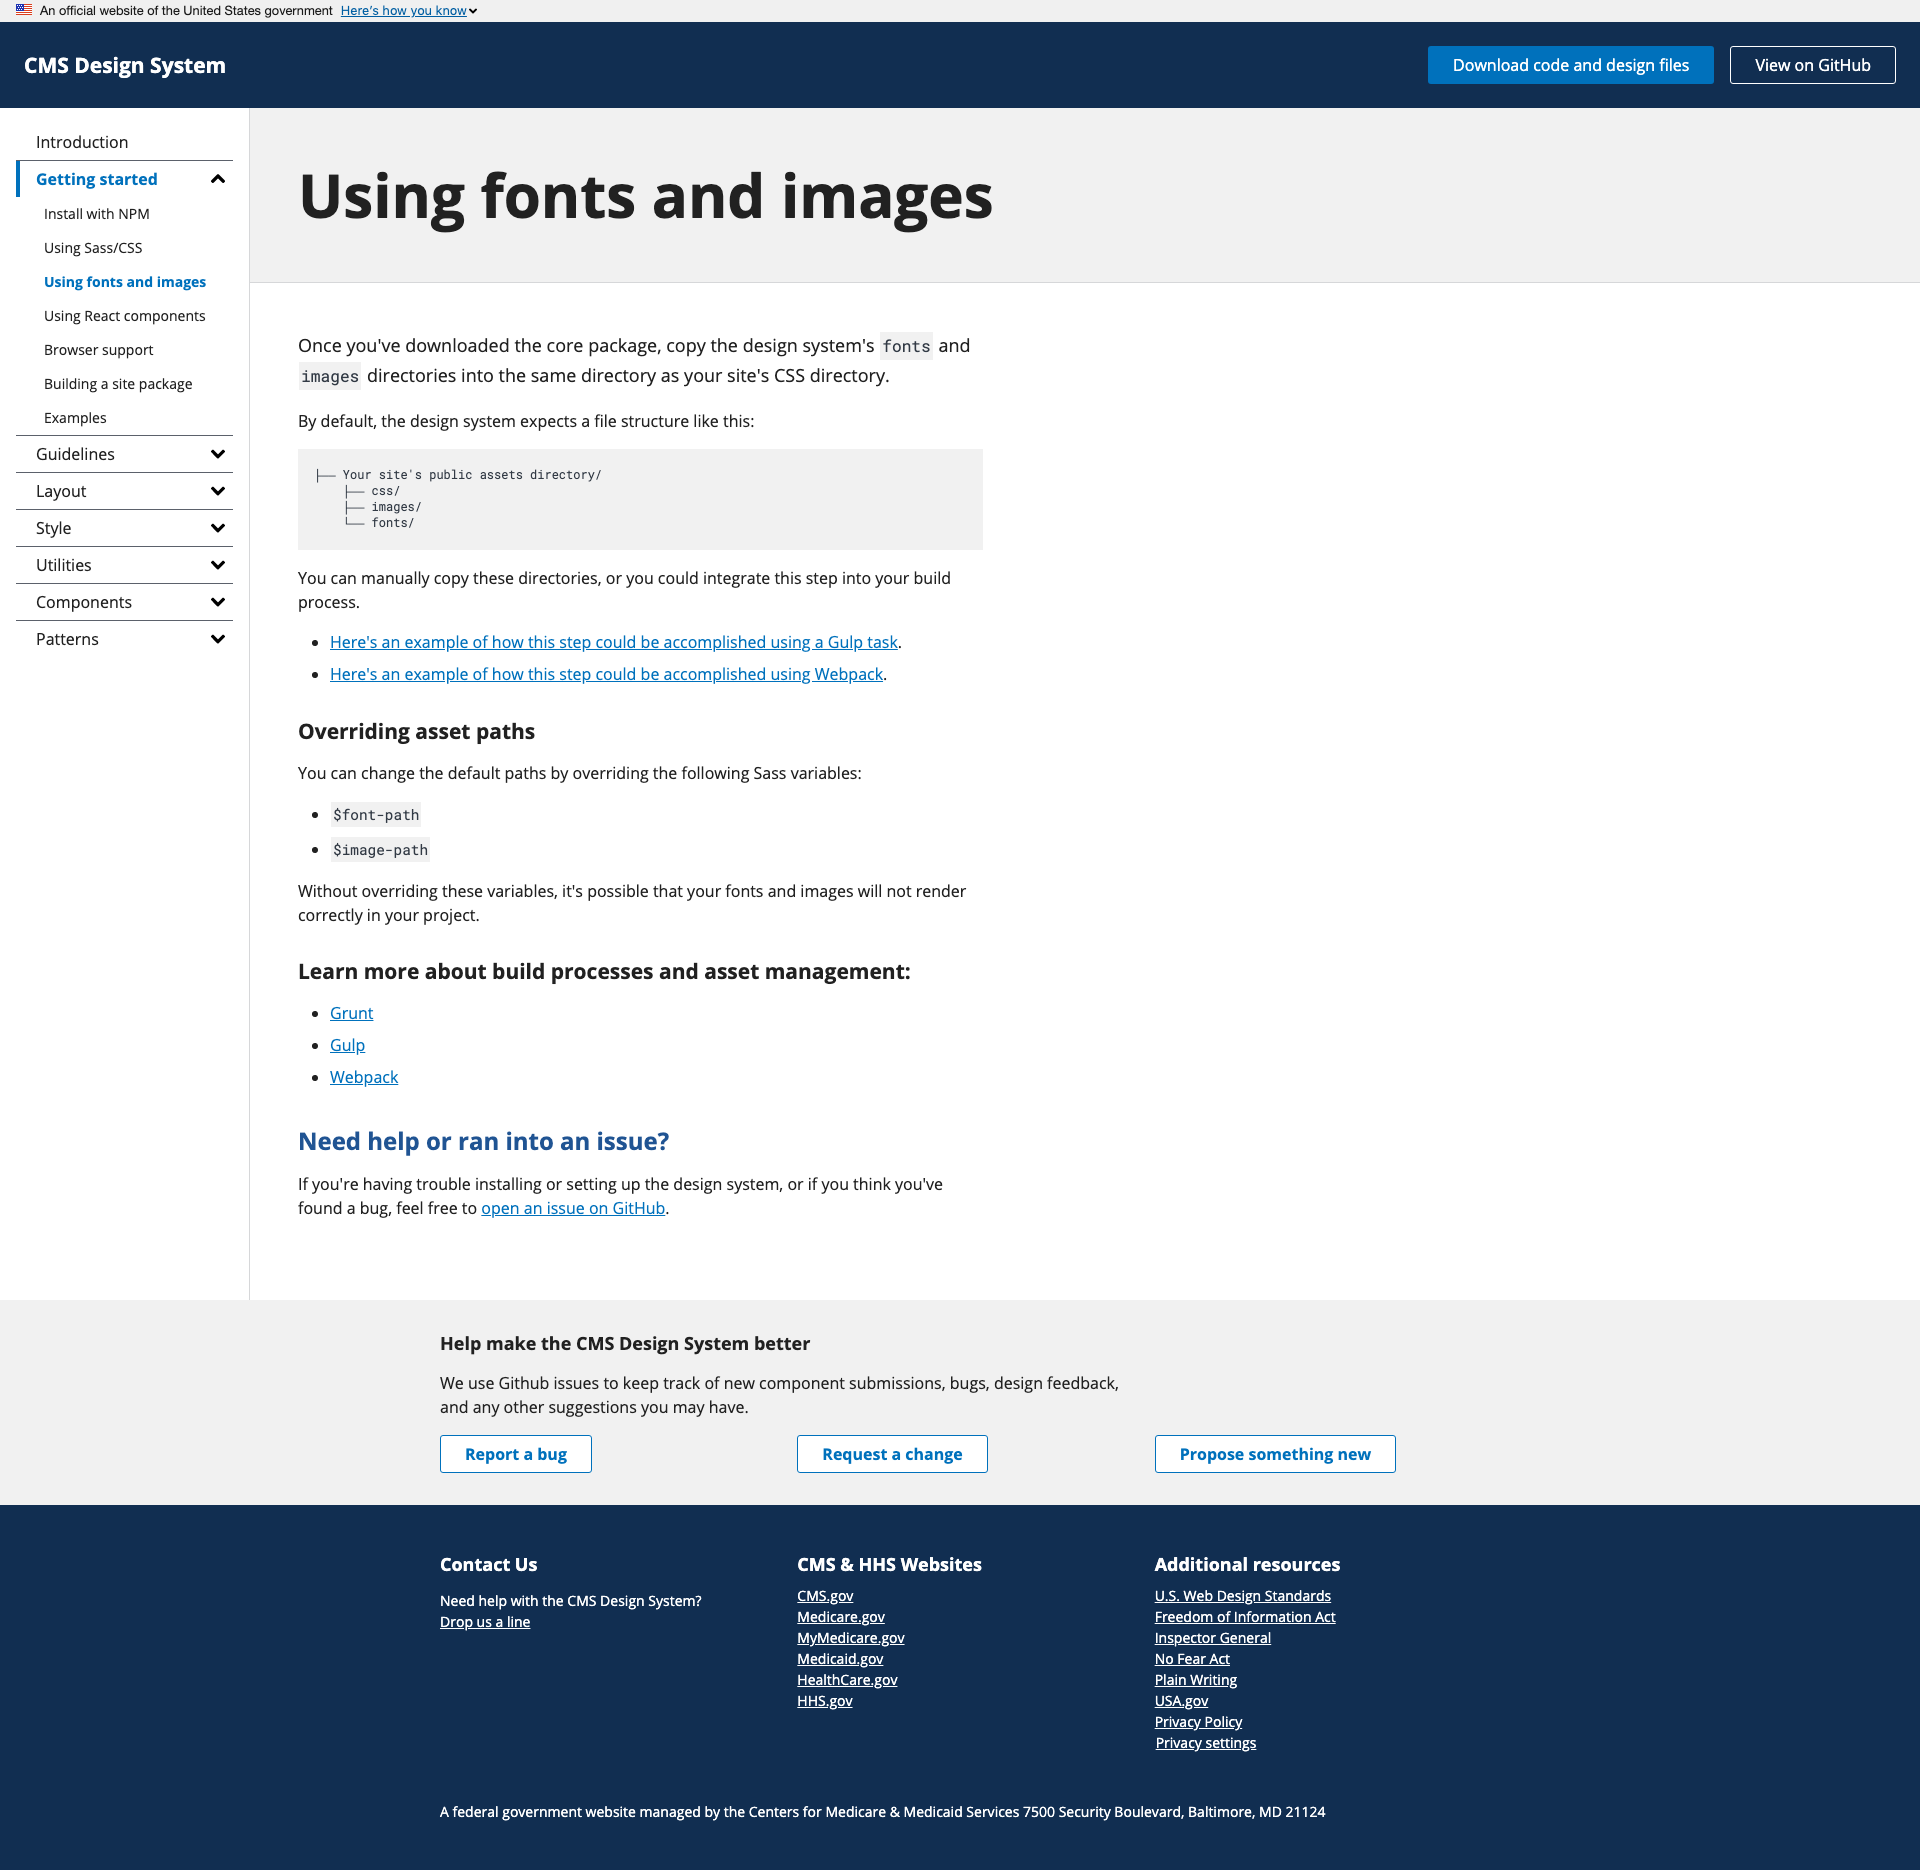 An official website of the United States government Here's how you know
CMS Design System
Download code and design files
View on GitHub
Introduction
Getting started
Install with NPM
Using Sass/CSS
Using fonts and images
Using React components
Browser support
Building a site package
Examples
Guidelines
Layout
Style
Utilities
Components
Patterns
Using fonts and images
Once you've downloaded the core package, copy the design system's fonts and
images directories into the same directory as your site's CSS directory.
By default, the design system expects a file structure like this:
├── Your site's public assets directory/
    ├── css/
    ├── images/
    └── fonts/
You can manually copy these directories, or you could integrate this step into your build
process.
• Here's an example of how this step could be accomplished using a Gulp task.
• Here's an example of how this step could be accomplished using Webpack.
Overriding asset paths
You can change the default paths by overriding the following Sass variables:
• $font-path
• $image-path
Without overriding these variables, it's possible that your fonts and images will not render
correctly in your project.
Learn more about build processes and asset management:
• Grunt
• Gulp
• Webpack
Need help or ran into an issue?
If you're having trouble installing or setting up the design system, or if you think you've
found a bug, feel free to open an issue on GitHub.
Help make the CMS Design System better
We use Github issues to keep track of new component submissions, bugs, design feedback,
and any other suggestions you may have.
Report a bug
Request a change
Propose something new
Contact Us
Need help with the CMS Design System?
Drop us a line
CMS & HHS Websites
CMS.gov
Medicare.gov
MyMedicare.gov
Medicaid.gov
HealthCare.gov
HHS.gov
Additional resources
U.S. Web Design Standards
Freedom of Information Act
Inspector General
No Fear Act
Plain Writing
USA.gov
Privacy Policy
Privacy settings
A federal government website managed by the Centers for Medicare & Medicaid Services 7500 Security Boulevard, Baltimore, MD 21124